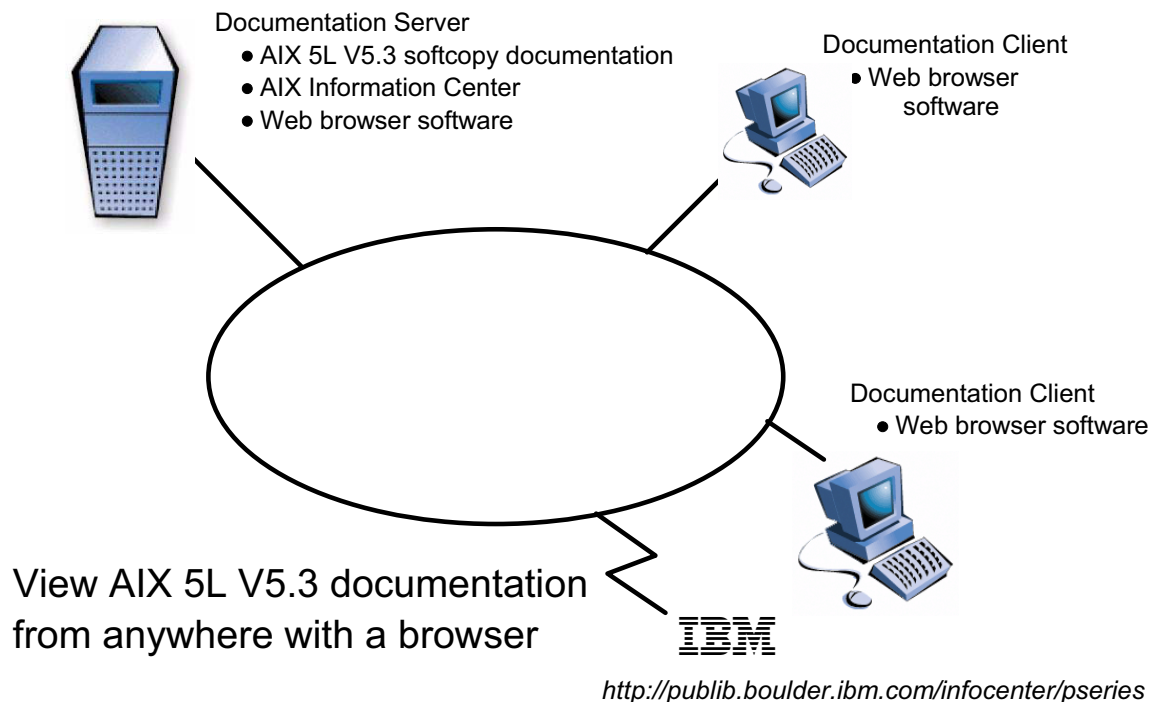 Documentation Server
• AIX 5L V5.3 softcopy documentation
• AIX Information Center
• Web browser software
Documentation Client
• Web browser
software
Documentation Client
• Web browser software
View AIX 5L V5.3 documentation
from anywhere with a browser
IBM
http://publib.boulder.ibm.com/infocenter/pseries